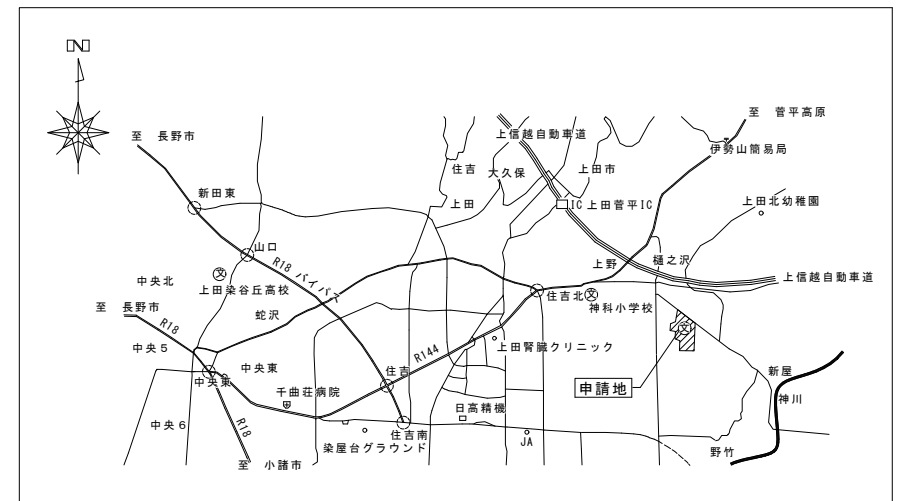 N
至 菅平高原
上信越自動車道
至 長野市
伊勢山簡易局
住吉
大久保
上田市
新田東
上田
IC 上田菅平IC
上田北幼稚園
山口
樋之沢
上野
中央北
文
R18 バイパス
上信越自動車道
上田染谷丘高校
住吉北
文
神科小学校
至 長野市
蛇沢
R18
文
中央5
R144
上田腎臓クリニック
中央東
住吉
新屋
中央東
千曲荘病院
申請地
神川
日高精機
中央6
R18
住吉南
染屋台グラウンド
JA
野竹
至 小諸市